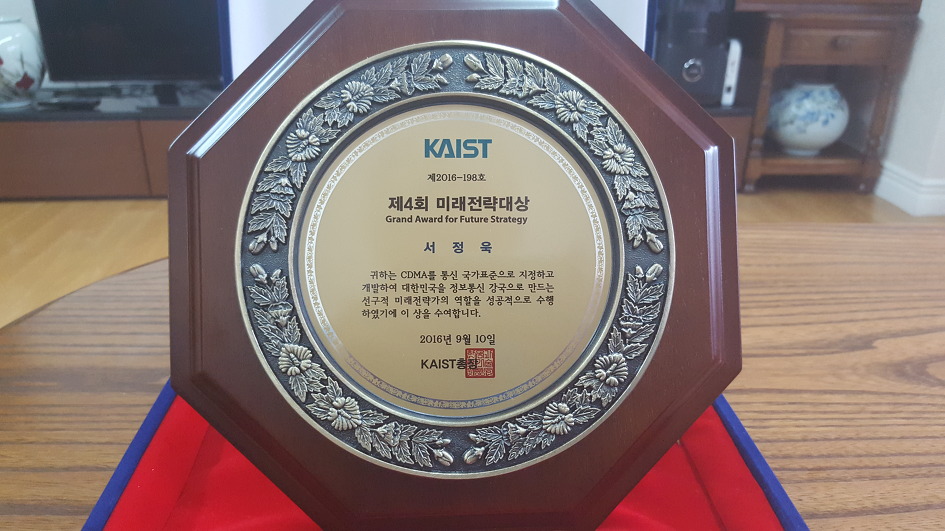 KAIST
제2016-198호
제4회 미래전략대상
Grand Award for Future Strategy
서 정 욱
귀하는 CDMA를 통신 국가표준으로 지정하고
개발하여 대한민국을 정보통신 강국으로 만드는
선구적 미래전략가의 역할을 성공적으로 수행
하였기에 이 상을 수여합니다.
2016년 9월 10일
KAIST총장